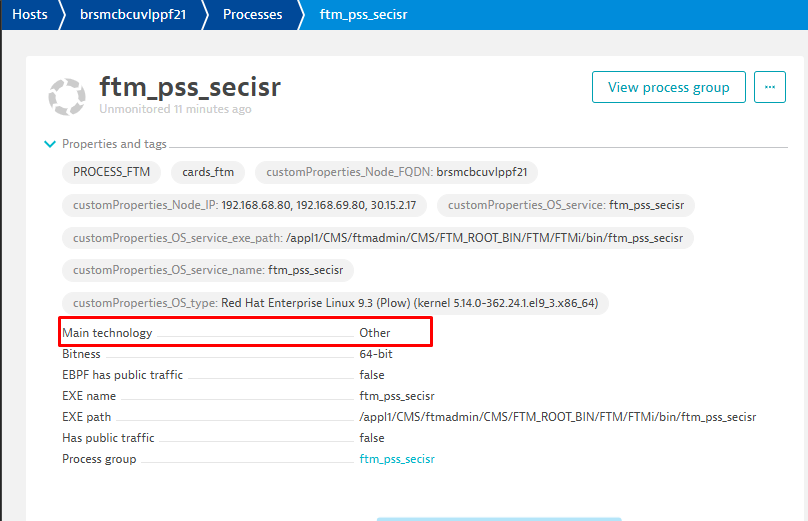 Hosts brsmcbcuvlppf21 Processes ftm_pss_secisr
ftm_pss_secisr
Unmonitored 11 minutes ago
View process group ...
Properties and tags
PROCESS_FTM cards_ftm customProperties_Node_FQDN: brsmcbcuvlppf21
customProperties_Node_IP: 192.168.68.80, 192.168.69.80, 30.15.2.17 customProperties_OS_service: ftm_pss_secisr
customProperties_OS_service_exe_path: /appl1/CMS/ftmadmin/CMS/FTM_ROOT_BIN/FTM/FTMi/bin/ftm_pss_secisr
customProperties_OS_service_name: ftm_pss_secisr
customProperties_OS_type: Red Hat Enterprise Linux 9.3 (Plow) (kernel 5.14.0-362.24.1.el9_3.x86_64)
Main technology Other
Bitness 64-bit
EBPF has public traffic false
EXE name ftm_pss_secisr
EXE path /appl1/CMS/ftmadmin/CMS/FTM_ROOT_BIN/FTM/FTMi/bin/ftm_pss_secisr
Has public traffic false
Process group ftm_pss_secisr